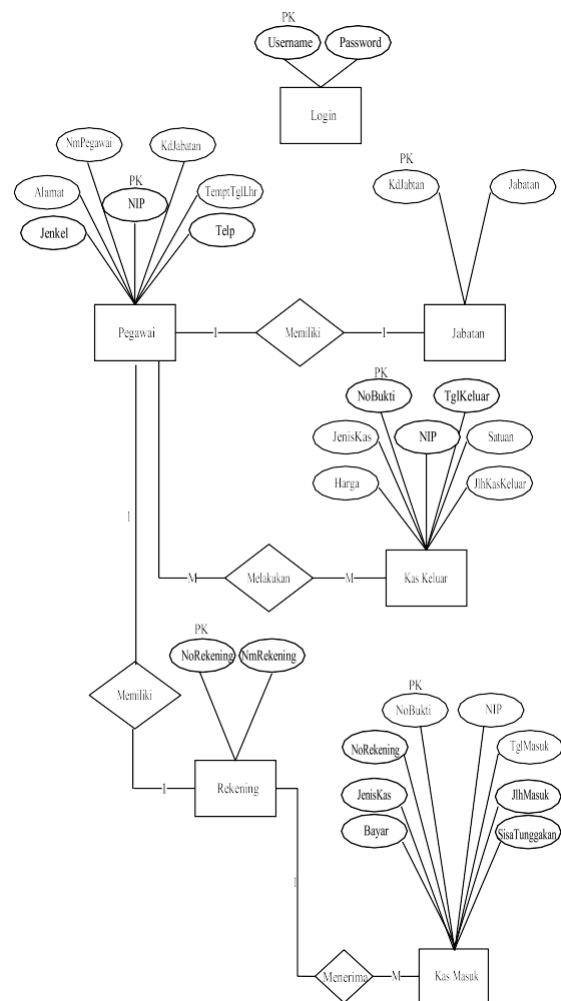 PK
Username
Password
Login
NmPegawai
KdJabatan
PK
Alamat
NIP
TemptTglLhr
Jenkel
Telp
PK
KdJabtan
Jabatan
Pegawai
1
Memiliki
1
Jabatan
PK
NoBukti
TglKeluar
JenisKas
NIP
Satuan
Harga
JlhKasKeluar
1
M
Melakukan
M
Kas Keluar
PK
NoRekening
NmRekening
Memiliki
1
Rekening
PK
NoBukti
NIP
NoRekening
TglMasuk
JenisKas
JlhMasuk
Bayar
SisaTunggakan
1
Menerima
M
Kas Masuk